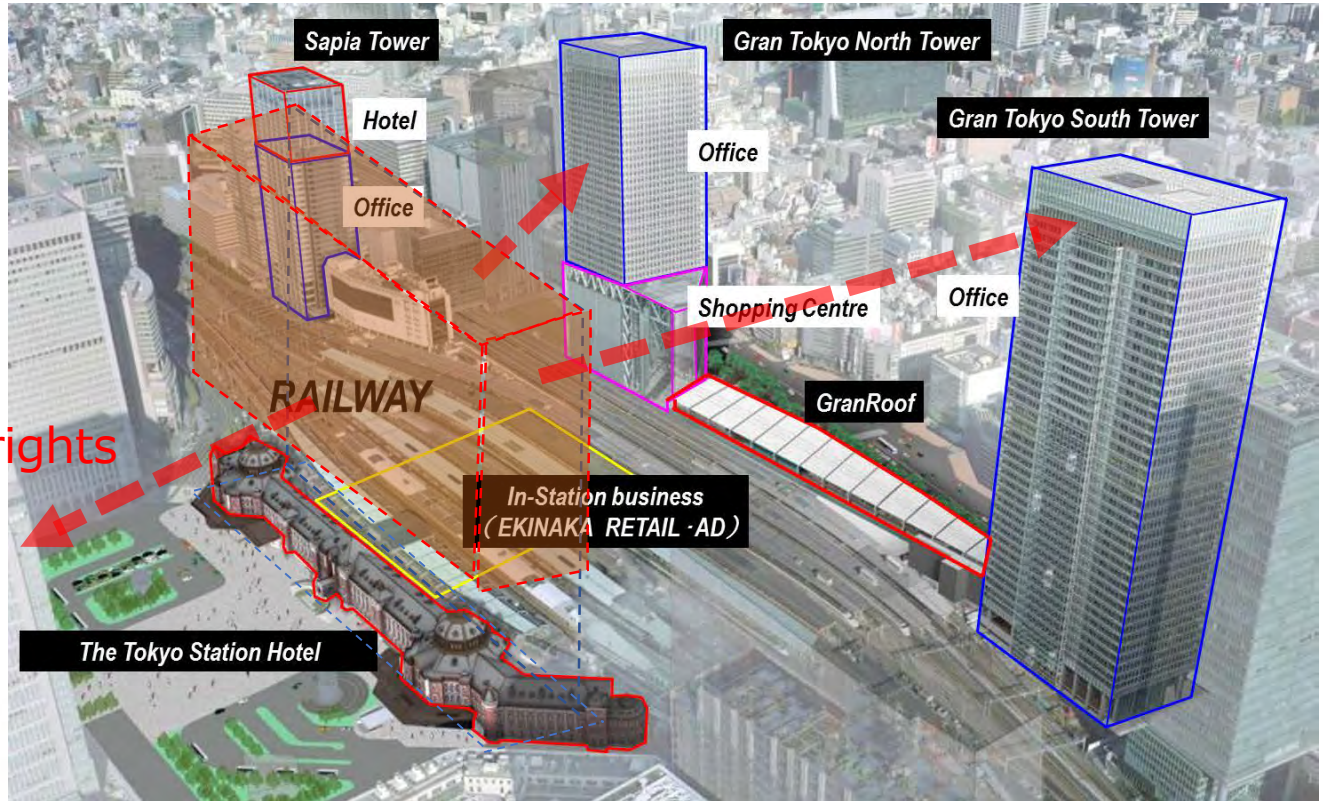 Sapia Tower
Gran Tokyo North Tower
Hotel
Gran Tokyo South Tower
Office
Office
Office
Shopping Centre
RAILWAY
GranRoof
rights
In-Station business
（EKINAKA RETAIL・AD）
The Tokyo Station Hotel